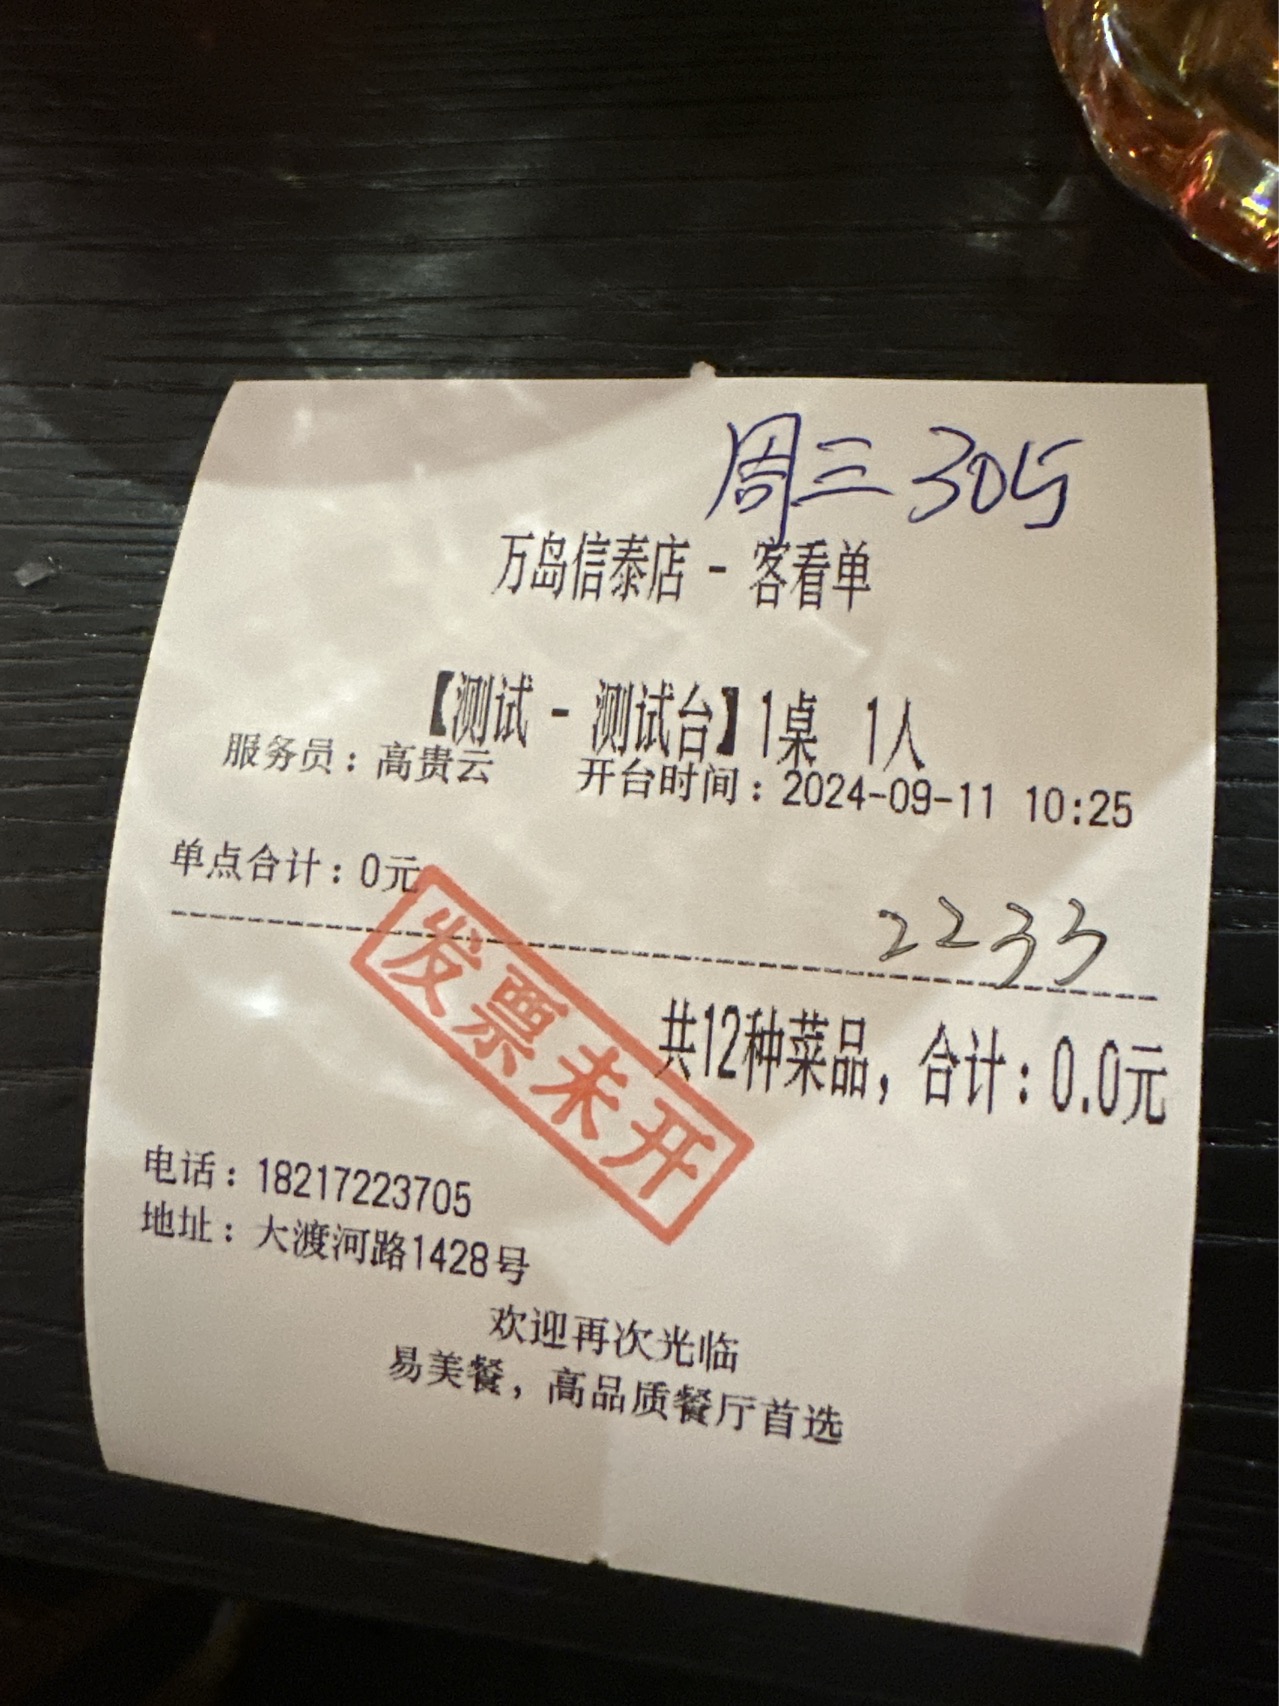 周三305
万岛信泰店 - 客看单
【测试 - 测试台】1桌 1人
服务员：高贵云 开台时间：2024-09-11 10:25
单点合计：0元
2233
发票未开
共12种菜品，合计：0.0元
电话：18217223705
地址：大渡河路1428号
欢迎再次光临
易美餐，高品质餐厅首选